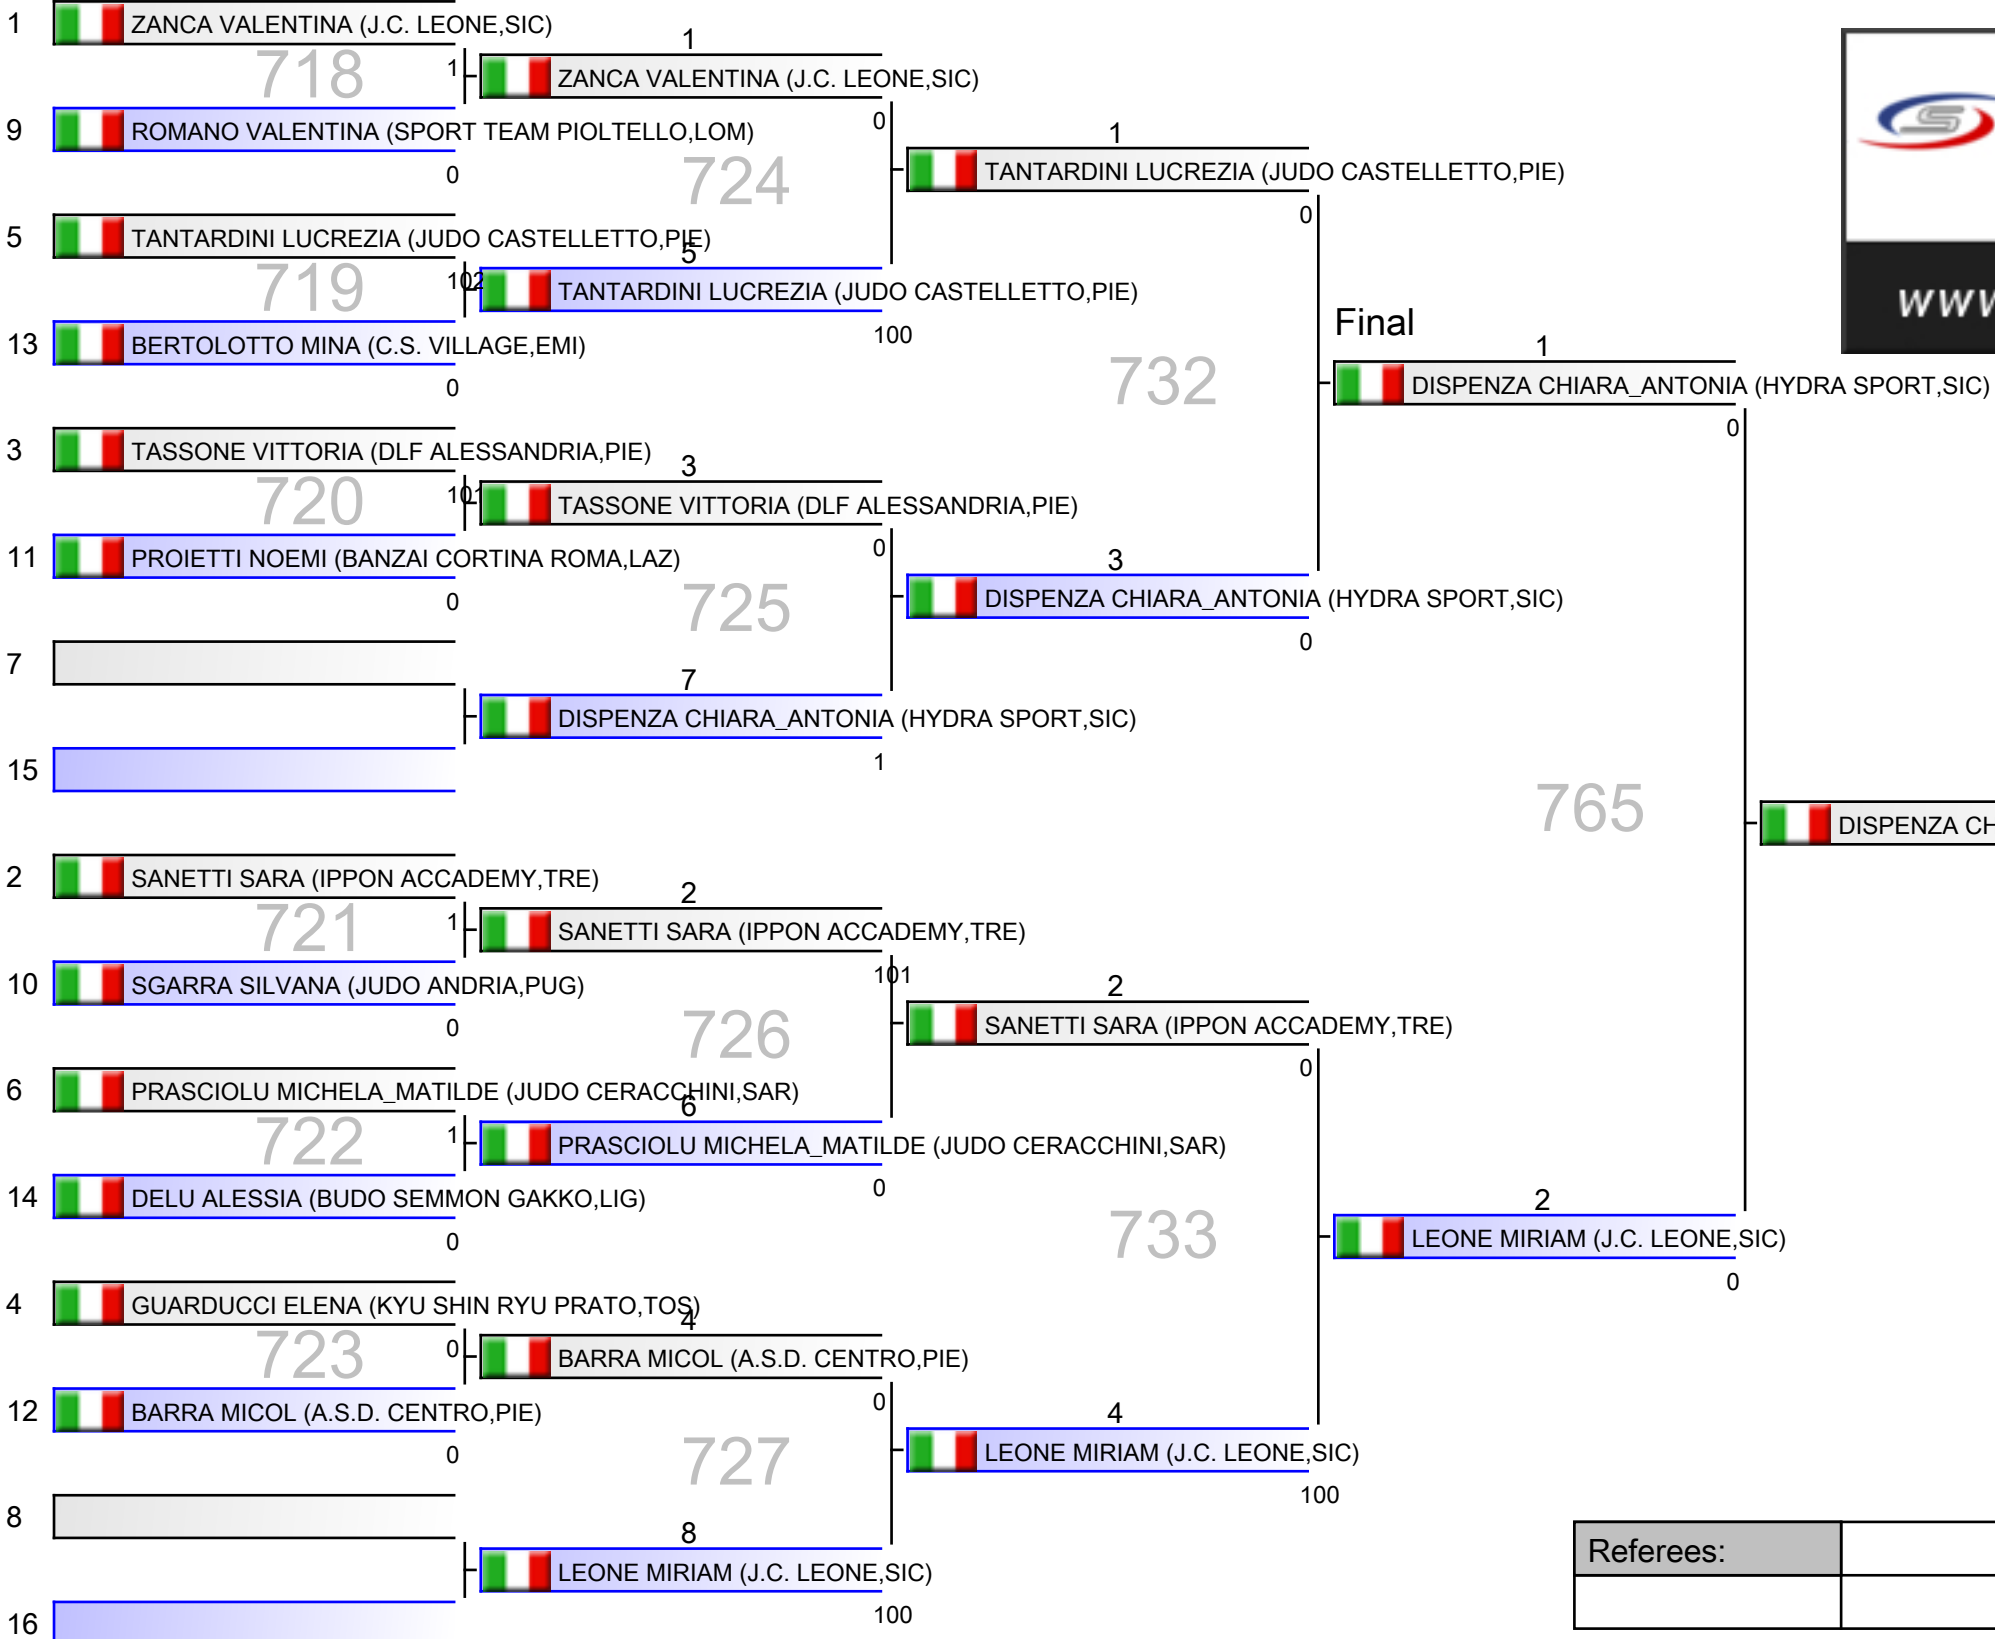 1 ZANCA VALENTINA (J.C. LEONE,SIC)
718
1
9 ROMANO VALENTINA (SPORT TEAM PIOLTELLO,LOM)
0
5 TANTARDINI LUCREZIA (JUDO CASTELLETTO,PIE)
719
102
13 BERTOLOTTO MINA (C.S. VILLAGE,EMI)
0
3 TASSONE VITTORIA (DLF ALESSANDRIA,PIE)
720
101
11 PROIETTI NOEMI (BANZAI CORTINA ROMA,LAZ)
0
7
15
2 SANETTI SARA (IPPON ACCADEMY,TRE)
721
1
10 SGARRA SILVANA (JUDO ANDRIA,PUG)
0
6 PRASCIOLU MICHELA_MATILDE (JUDO CERACCHINI,SAR)
722
1
14 DELU ALESSIA (BUDO SEMMON GAKKO,LIG)
0
4 GUARDUCCI ELENA (KYU SHIN RYU PRATO,TOS)
723
0
12 BARRA MICOL (A.S.D. CENTRO,PIE)
0
8
16
1
ZANCA VALENTINA (J.C. LEONE,SIC)
0
724
5
TANTARDINI LUCREZIA (JUDO CASTELLETTO,PIE)
100
3
TASSONE VITTORIA (DLF ALESSANDRIA,PIE)
0
725
7
DISPENZA CHIARA_ANTONIA (HYDRA SPORT,SIC)
1
2
SANETTI SARA (IPPON ACCADEMY,TRE)
101
726
6
PRASCIOLU MICHELA_MATILDE (JUDO CERACCHINI,SAR)
0
4
BARRA MICOL (A.S.D. CENTRO,PIE)
0
727
8
LEONE MIRIAM (J.C. LEONE,SIC)
100
1
TANTARDINI LUCREZIA (JUDO CASTELLETTO,PIE)
0
732
3
DISPENZA CHIARA_ANTONIA (HYDRA SPORT,SIC)
0
2
SANETTI SARA (IPPON ACCADEMY,TRE)
0
733
4
LEONE MIRIAM (J.C. LEONE,SIC)
100
Final
1
DISPENZA CHIARA_ANTONIA (HYDRA SPORT,SIC)
0
765
2
LEONE MIRIAM (J.C. LEONE,SIC)
0
DISPENZA CH
S
Referees: